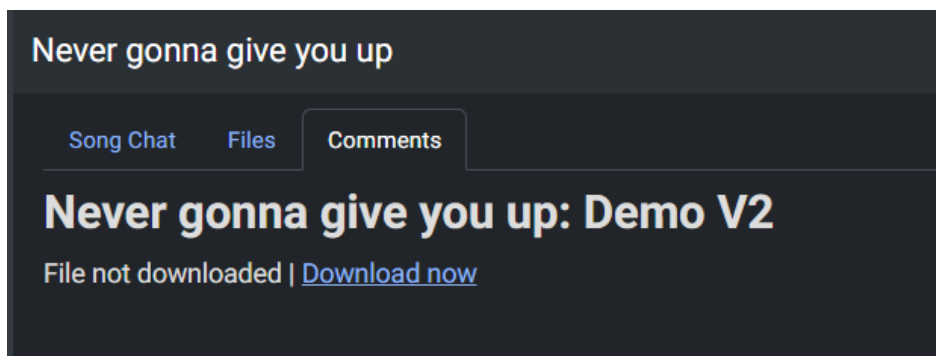 Never gonna give you up
Song Chat Files Comments
Never gonna give you up: Demo V2
File not downloaded | Download now